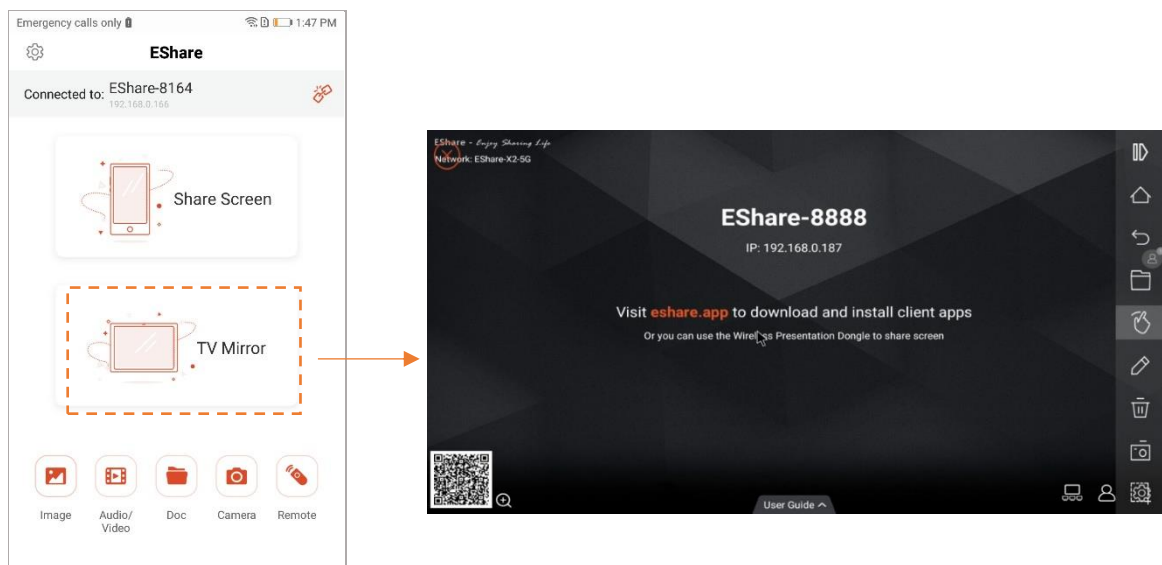 Emergency calls only
1:47 PM
EShare
Connected to: EShare-8164
192.168.0.166
Share Screen
TV Mirror
Image
Audio/
Video
Doc
Camera
Remote
EShare - Enjoy Sharing Life
Network: EShare-X2-5G
EShare-8888
IP: 192.168.0.187
Visit eshare.app to download and install client apps
Or you can use the Wireless Presentation Dongle to share screen
User Guide